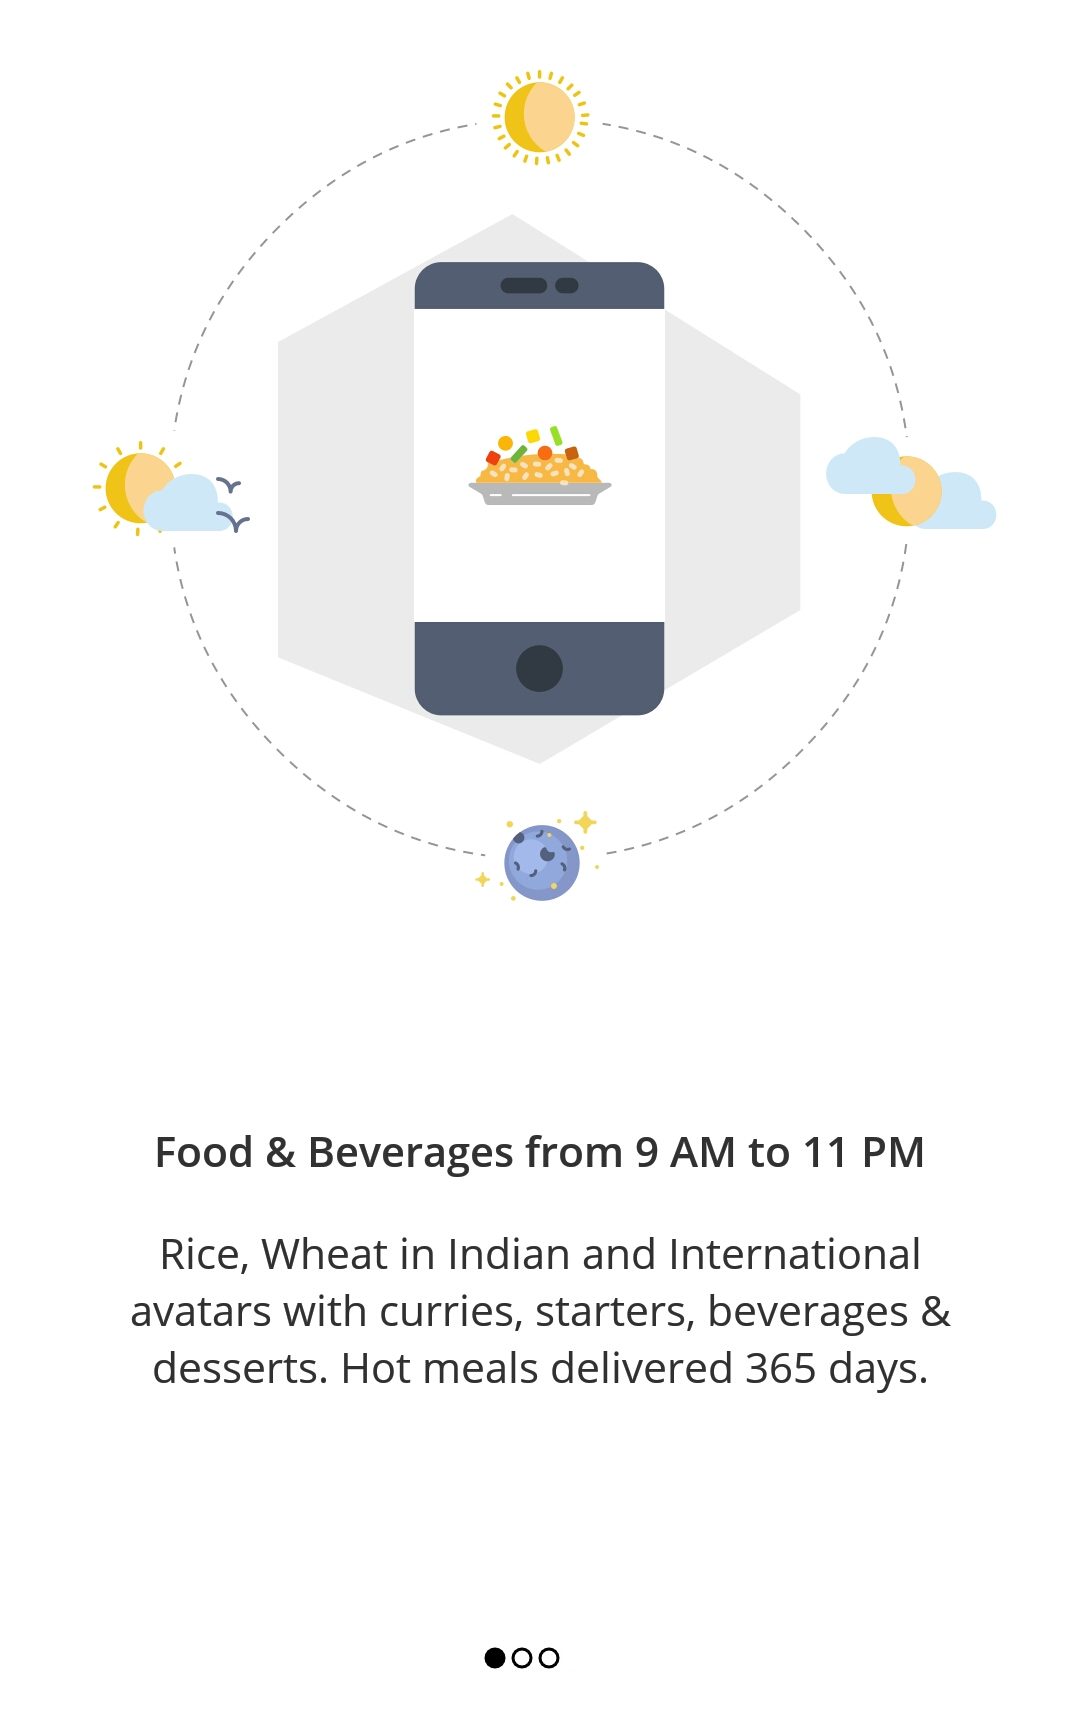 Food & Beverages from 9 AM to 11 PM
Rice, Wheat in Indian and International
avatars with curries, starters, beverages &
desserts. Hot meals delivered 365 days.